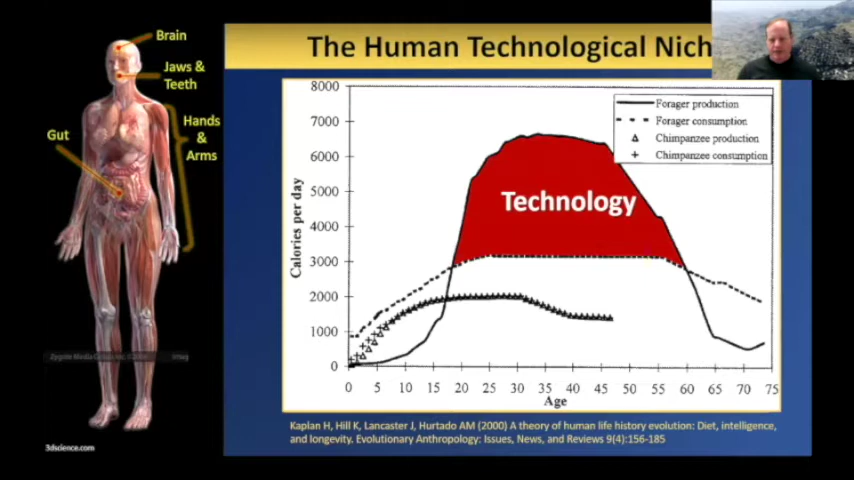 Brain
Jaws &
Teeth
Hands
&
Arms
Gut
3dscience.com
The Human Technological Nich
8000
7000
6000
5000
4000
3000
2000
1000
0
Calories per day
Forager production
Forager consumption
Chimpanzee production
Chimpanzee consumption
Technology
0 5 10 15 20 25 30 35 40 45 50 55 60 65 70 75
Age
Kaplan H, Hill K, Lancaster J, Hurtado AM (2000) A theory of human life history evolution: Diet, intelligence,
and longevity. Evolutionary Anthropology: Issues, News, and Reviews 9(4):156-185